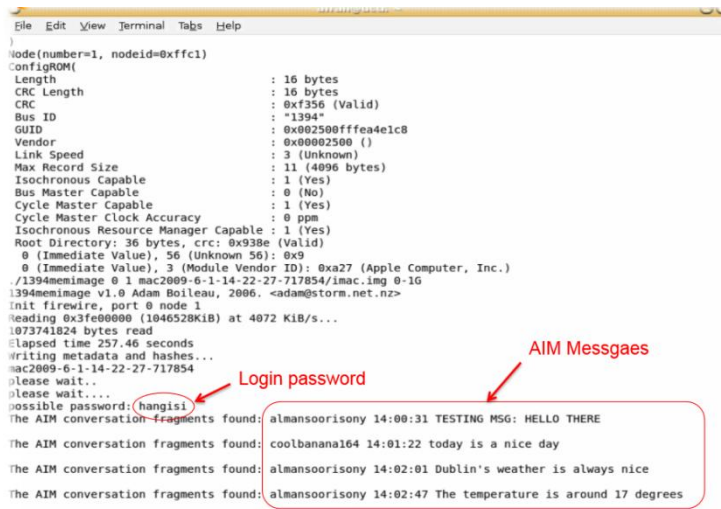 File Edit View Terminal Tabs Help
)
Node(number=1, nodeid=0xffc1)
ConfigROM(
Length : 16 bytes
CRC Length : 16 bytes
CRC : 0xf356 (Valid)
Bus ID : "1394"
GUID : 0x002500fffea4e1c8
Vendor : 0x00002500 ()
Link Speed : 3 (Unknown)
Max Record Size : 11 (4096 bytes)
Isochronous Capable : 1 (Yes)
Bus Master Capable : 0 (No)
Cycle Master Capable : 1 (Yes)
Cycle Master Clock Accuracy : 0 ppm
Isochronous Resource Manager Capable : 1 (Yes)
Root Directory: 36 bytes, crc: 0x938e (Valid)
0 (Immediate Value), 56 (Unknown 56): 0x9
0 (Immediate Value), 3 (Module Vendor ID): 0xa27 (Apple Computer, Inc.)
./1394memimage 0 1 mac2009-6-1-14-22-27-717854/imac.img 0-1G
1394memimage v1.0 Adam Boileau, 2006. <adam@storm.net.nz>
Init firewire, port 0 node 1
Reading 0x3fe00000 (1046528KiB) at 4072 KiB/s...
1073741824 bytes read
Elapsed time 257.46 seconds
Writing metadata and hashes...
mac2009-6-1-14-22-27-717854
please wait..
please wait....
possible password: hangisi
Login password
AIM Messgaes
The AIM conversation fragments found: almansoorisony 14:00:31 TESTING MSG: HELLO THERE
The AIM conversation fragments found: coolbanana164 14:01:22 today is a nice day
The AIM conversation fragments found: almansoorisony 14:02:01 Dublin's weather is always nice
The AIM conversation fragments found: almansoorisony 14:02:47 The temperature is around 17 degrees